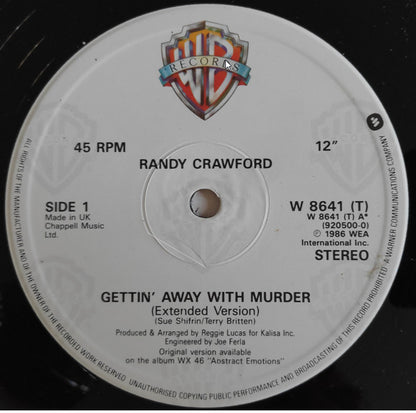 WB
RECORDS
45 RPM
12"
RANDY CRAWFORD
SIDE 1
Made in UK
Chappell Music
Ltd.
W 8641 (T)
W 8641 (T) A*
(920500-0)
℗ 1986 WEA
International Inc.
STEREO
GETTIN' AWAY WITH MURDER
(Extended Version)
(Sue Shifrin/Terry Britten)
Produced & Arranged by Reggie Lucas for Kalisa Inc.
Engineered by Joe Ferla
Original version available
on the album WX 46 "Abstract Emotions"
ALL RIGHTS OF THE MANUFACTURER AND OF THE OWNER OF THE RECORDED WORK RESERVED. UNAUTHORISED COPYING PUBLIC PERFORMANCE AND BROADCASTING OF THIS RECORD PROHIBITED. A WARNER COMMUNICATIONS COMPANY